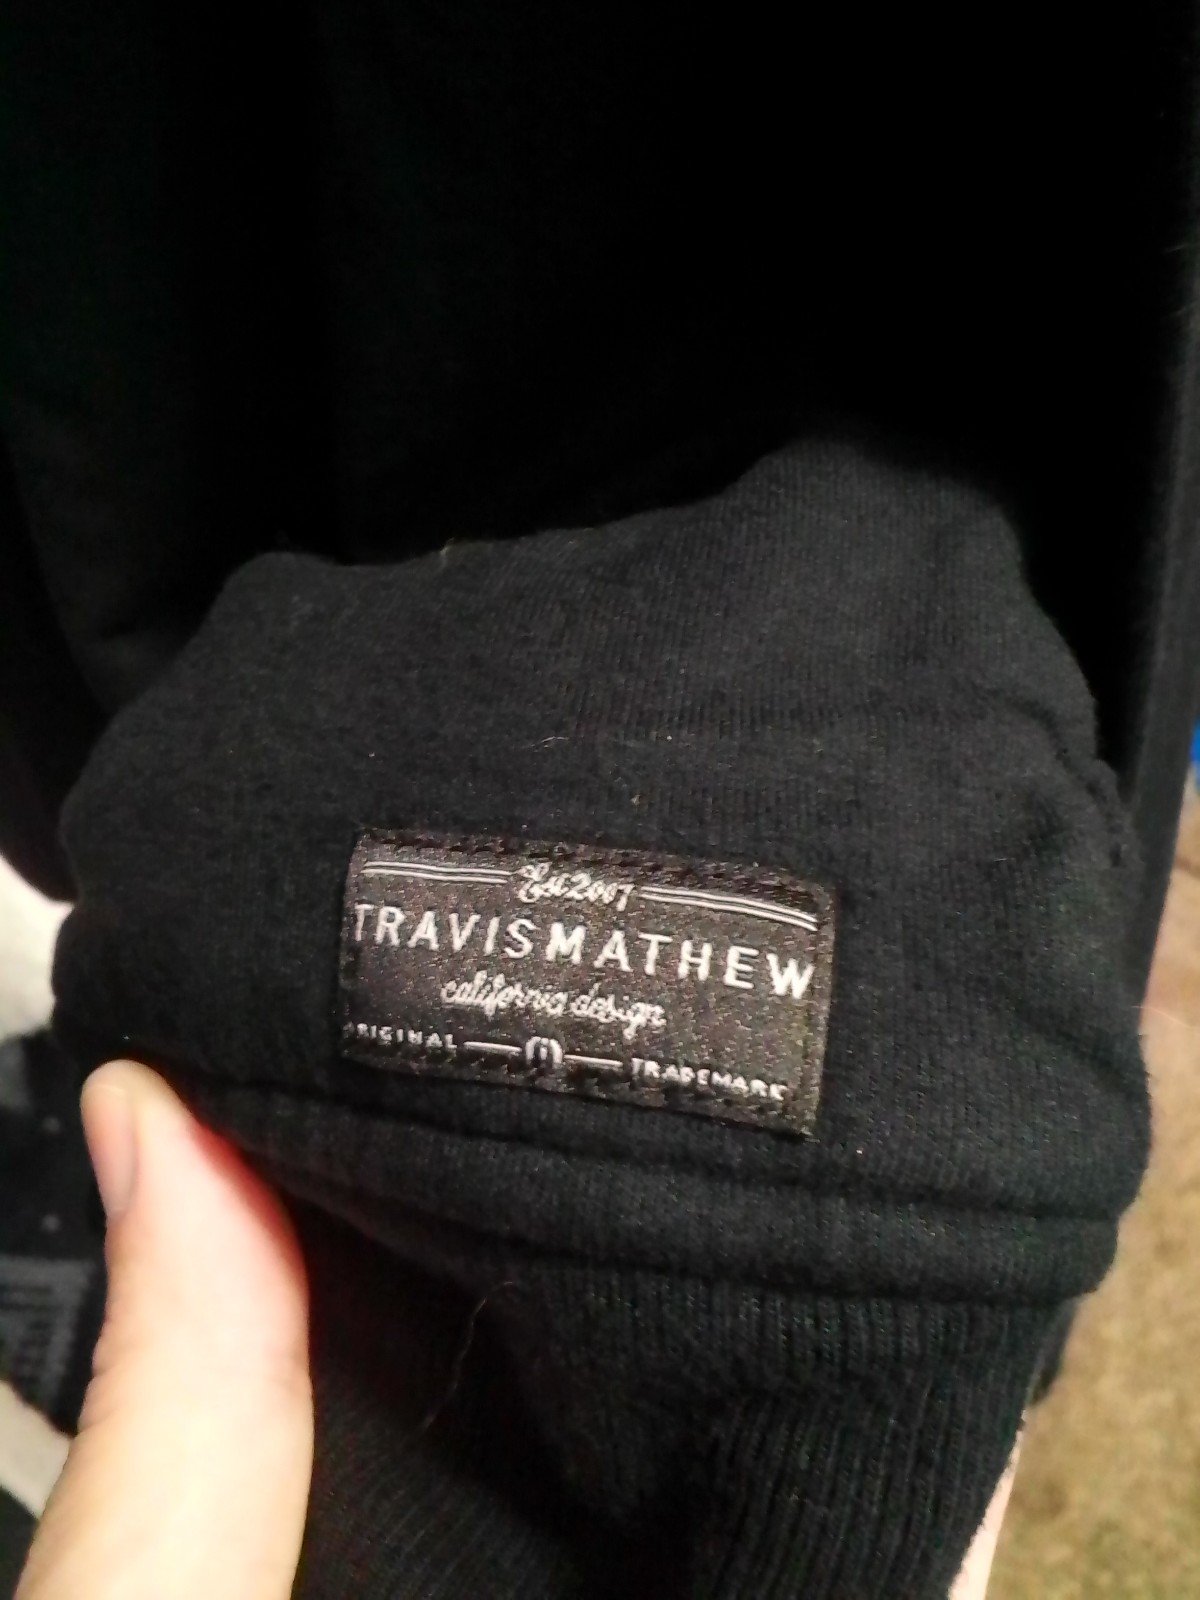 Est. 2007
TRAVISMATHEW
california design
ORIGINAL TRADEMARK